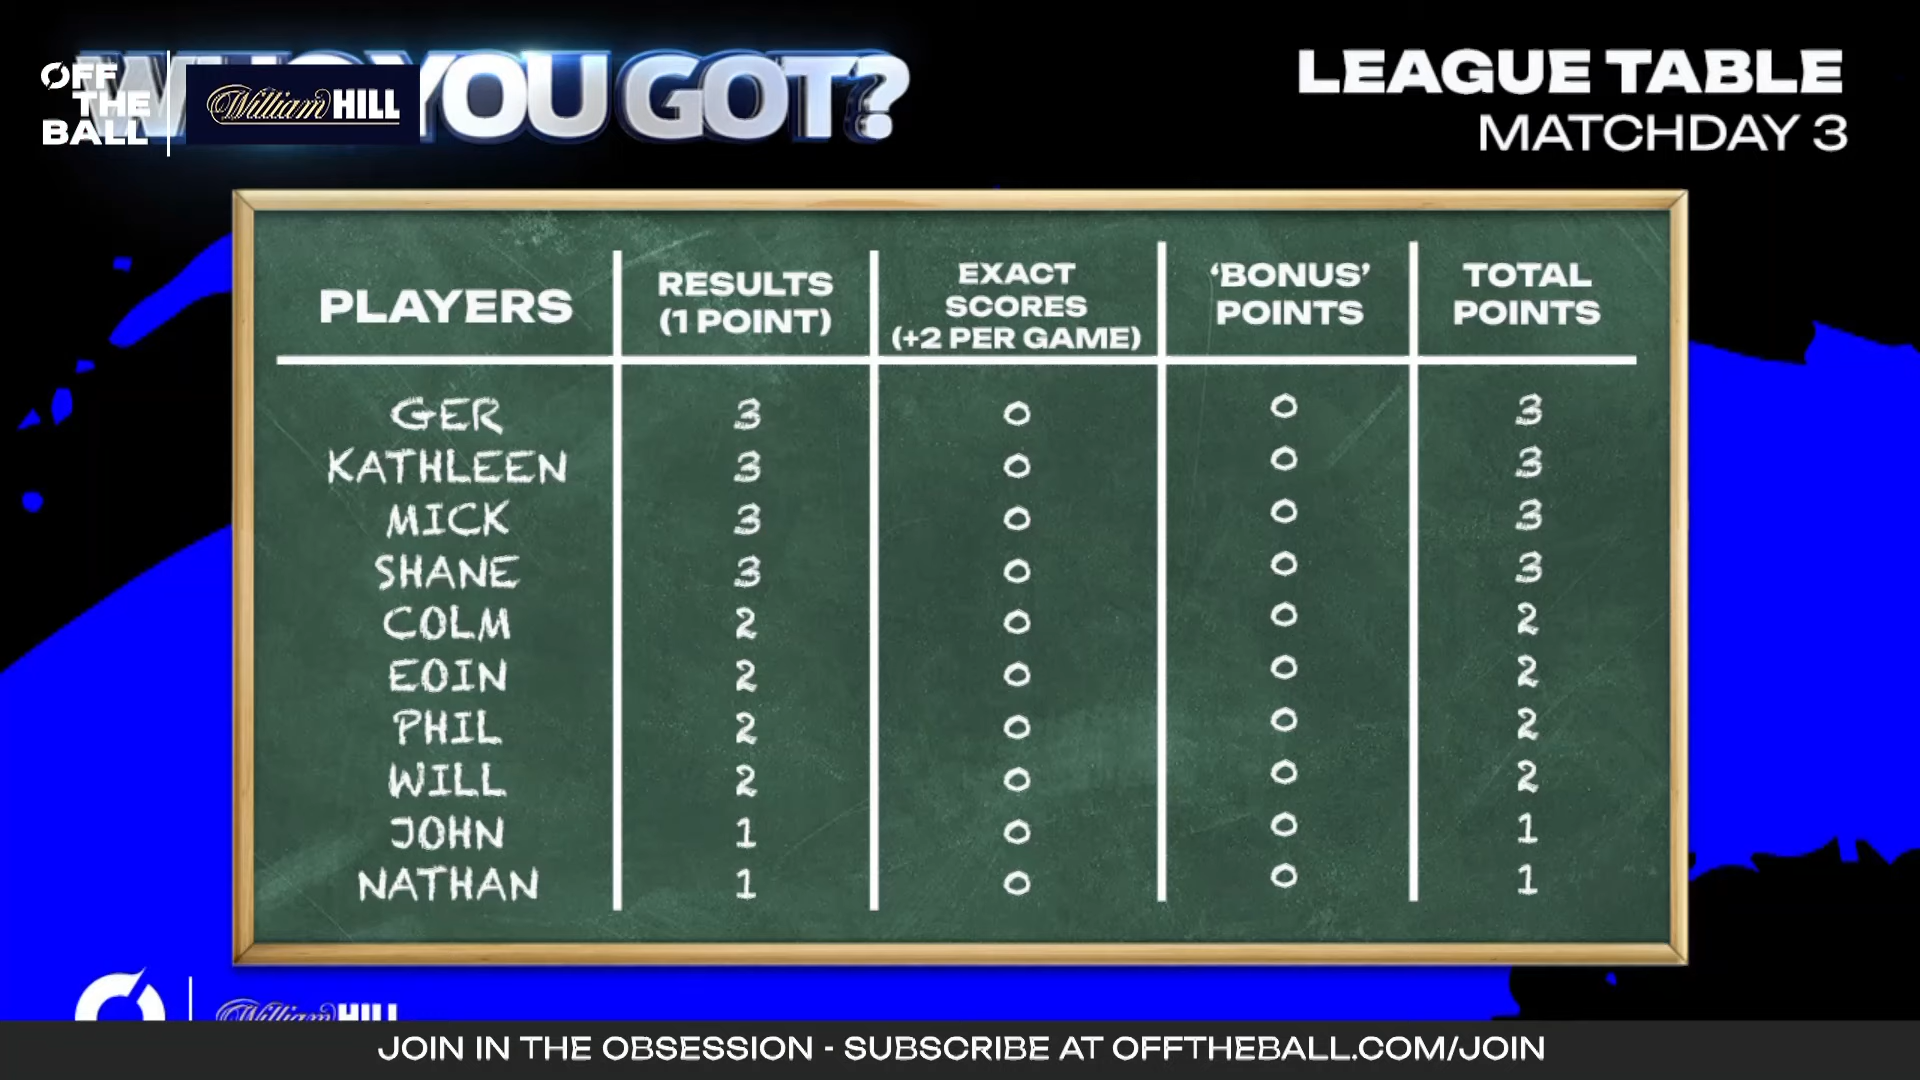 WHO YOU GOT?
OFF
THE
BALL
William HILL
LEAGUE TABLE
MATCHDAY 3
PLAYERS
RESULTS
(1 POINT)
EXACT
SCORES
(+2 PER GAME)
‘BONUS’
POINTS
TOTAL
POINTS
GER 3 0 0 3
KATHLEEN 3 0 0 3
MICK 3 0 0 3
SHANE 3 0 0 3
COLM 2 0 0 2
EOIN 2 0 0 2
PHIL 2 0 0 2
WILL 2 0 0 2
JOHN 1 0 0 1
NATHAN 1 0 0 1
William HILL
JOIN IN THE OBSESSION - SUBSCRIBE AT OFFTHEBALL.COM/JOIN